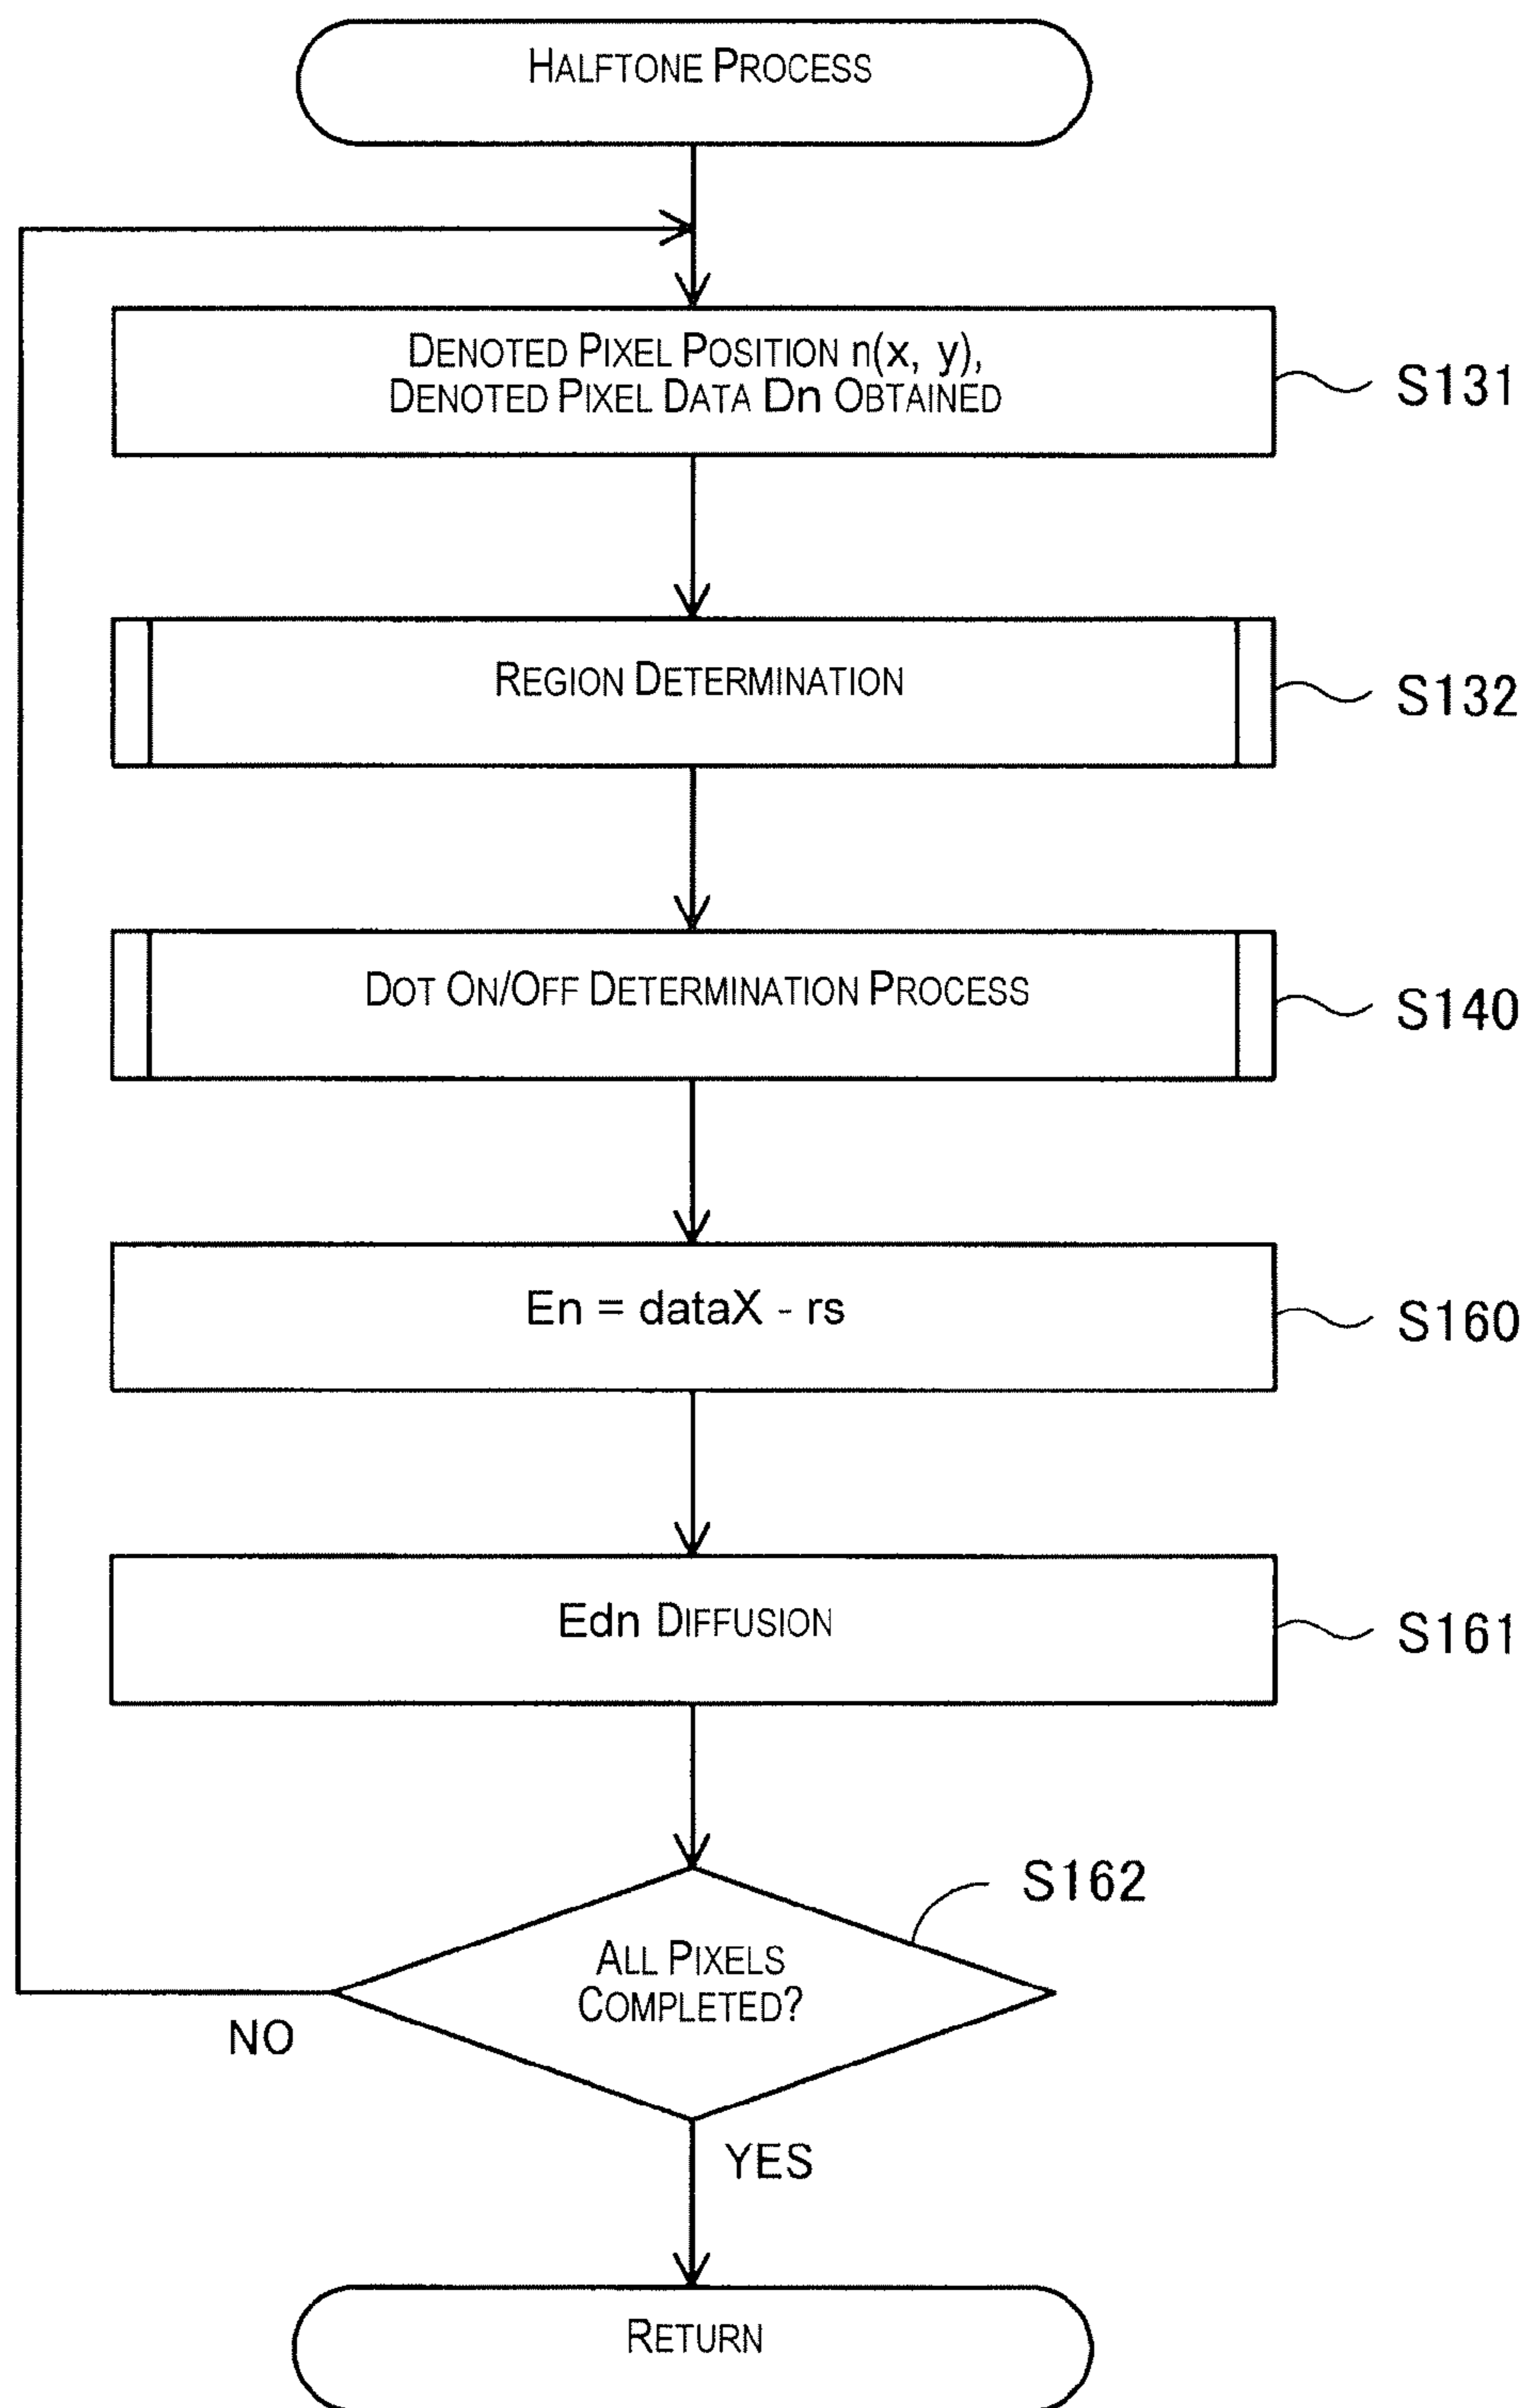 HALFTONE PROCESS
DENOTED PIXEL POSITION n(x, y),
DENOTED PIXEL DATA Dn OBTAINED
S131
REGION DETERMINATION
S132
DOT ON/OFF DETERMINATION PROCESS
S140
En = dataX - rs
S160
Edn DIFFUSION
S161
S162
ALL PIXELS
COMPLETED?
NO
YES
RETURN